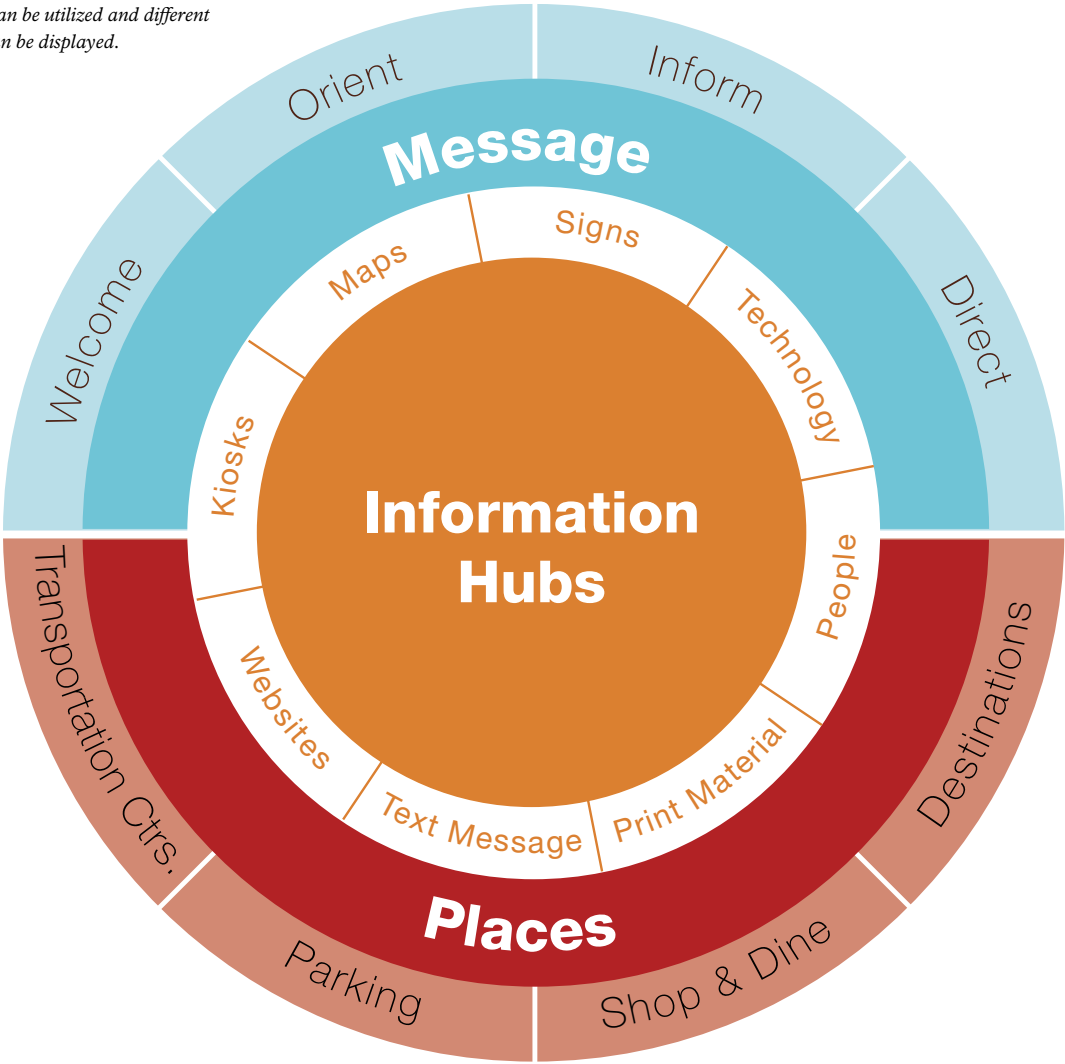 an be utilized and different
n be displayed.
Orient
Inform
Message
Welcome
Direct
Maps
Signs
Technology
Kiosks
People
Information
Hubs
Websites
Text Message
Print Material
Transportation Ctrs.
Destinations
Places
Parking
Shop & Dine